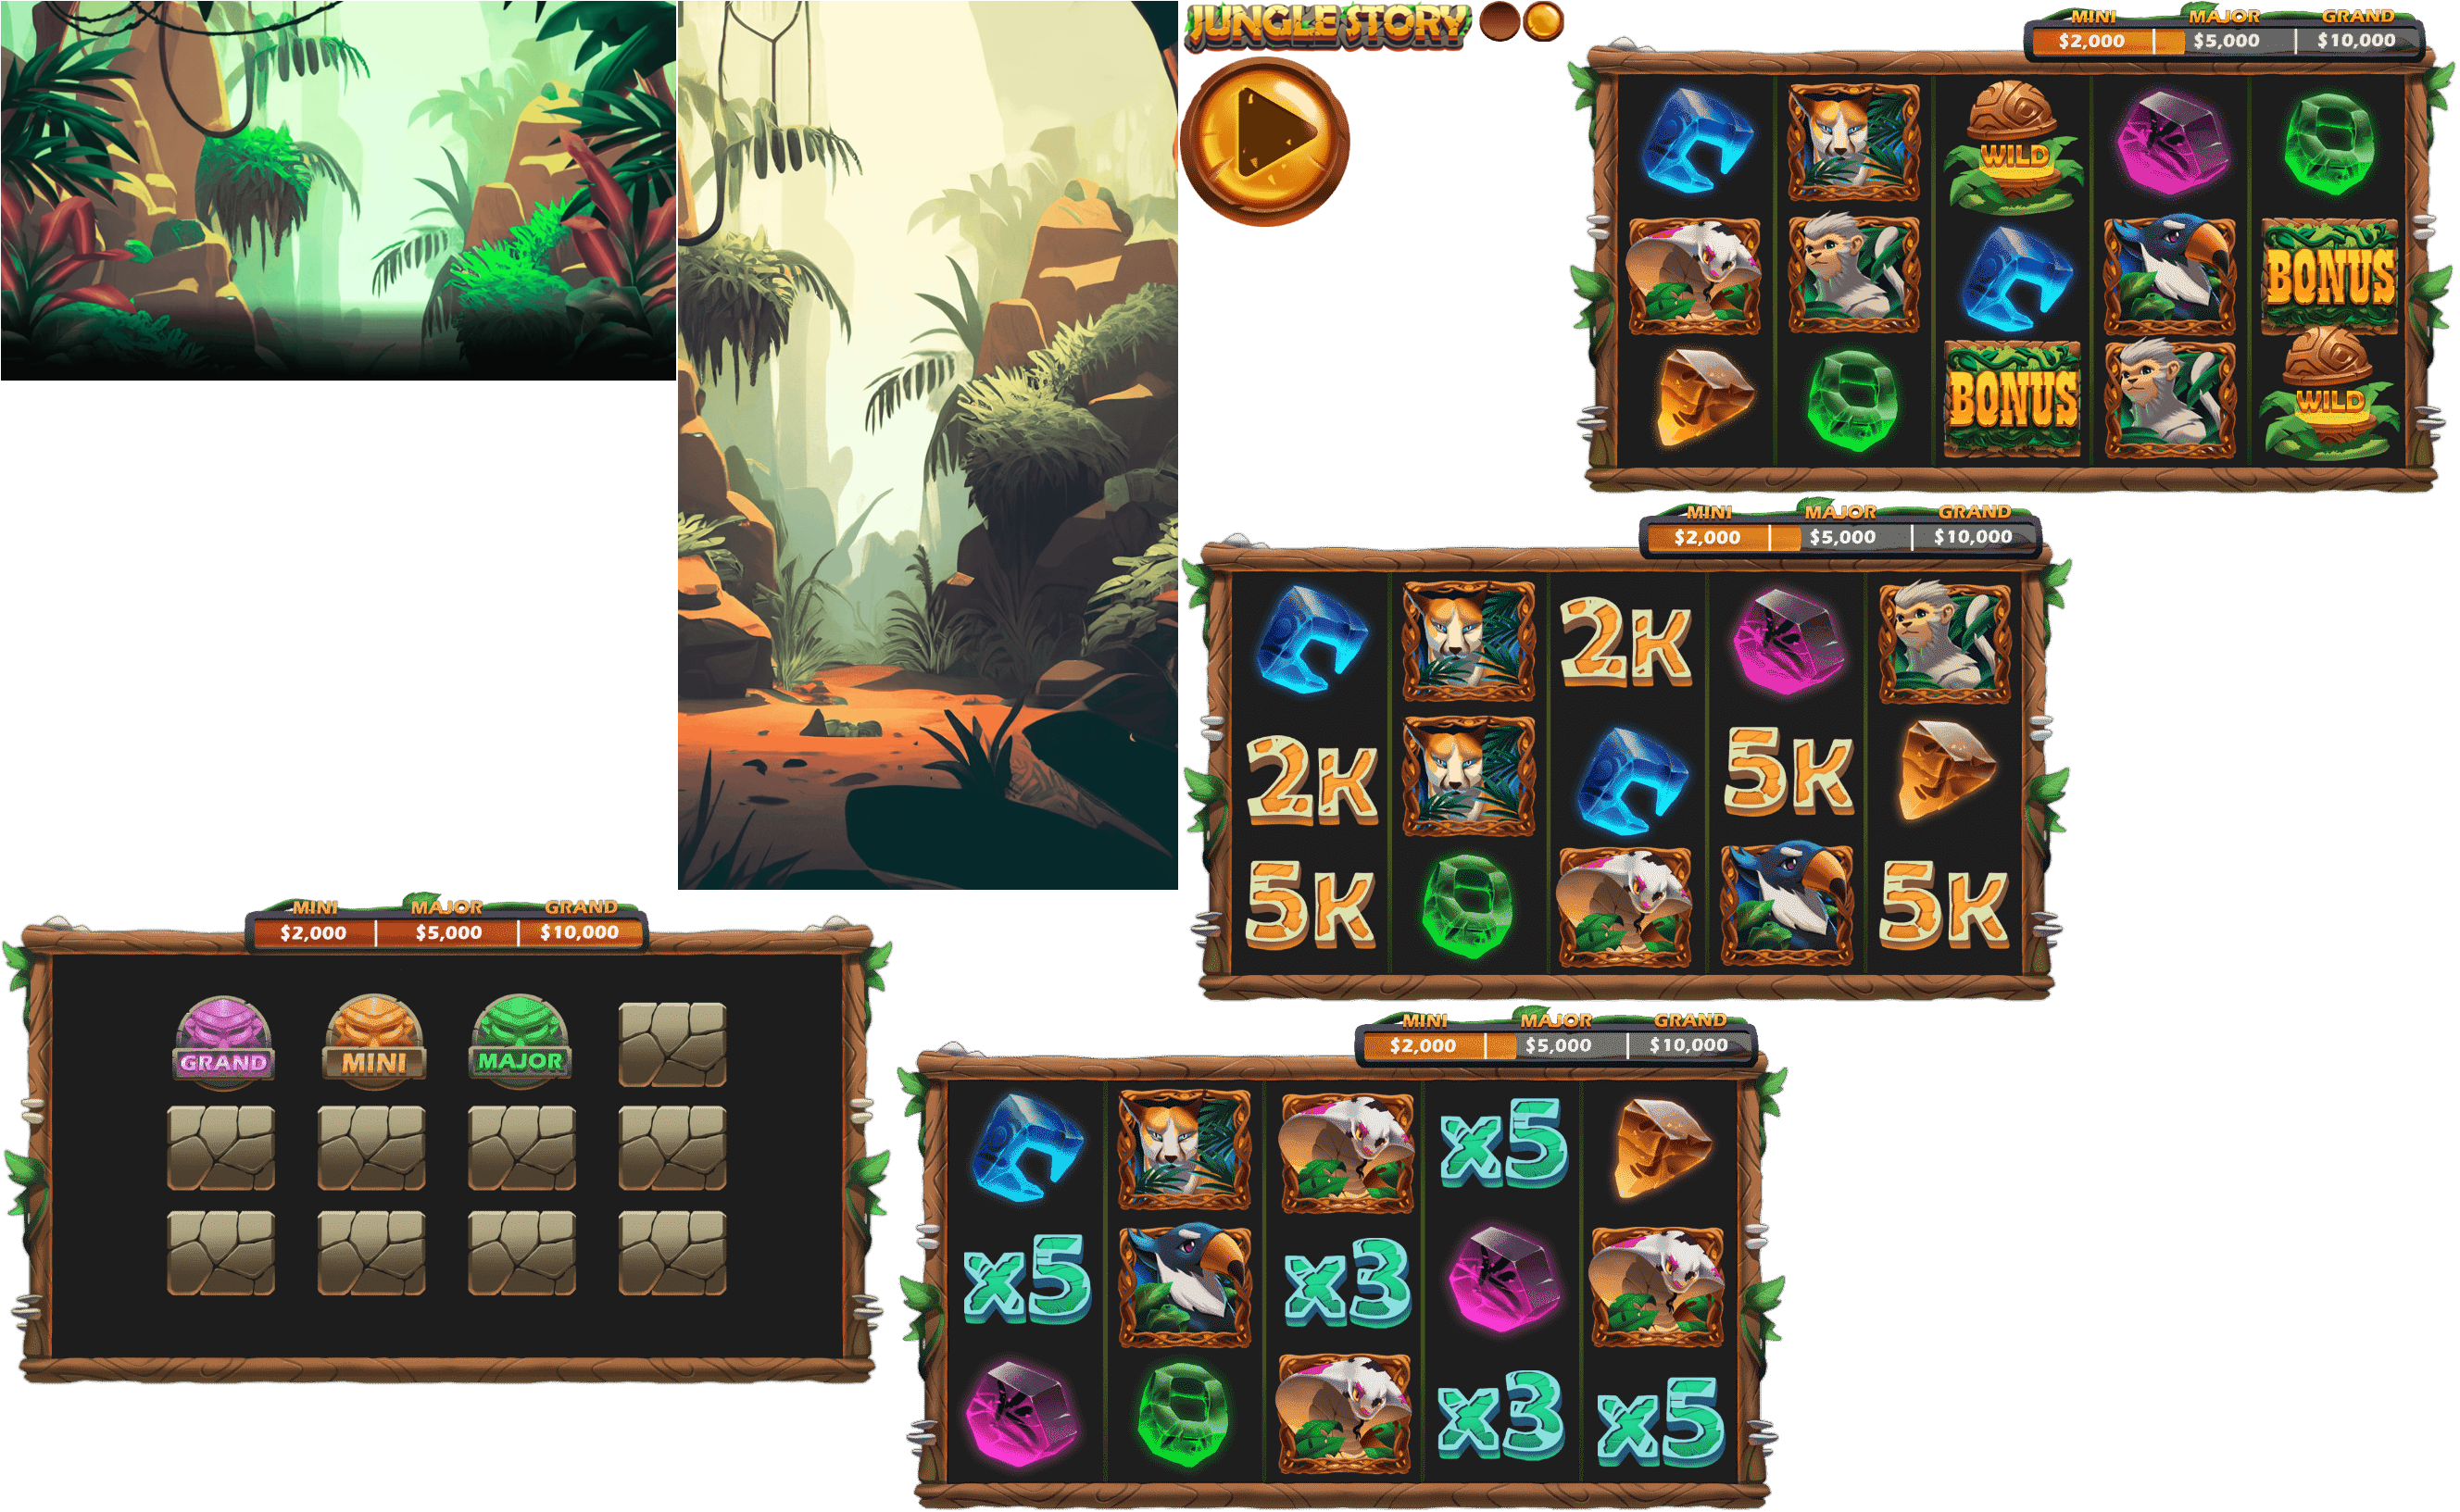 JUNGLE STORY
MINI MAJOR GRAND
$2,000 $5,000 $10,000
WILD
BONUS
BONUS
WILD
MINI MAJOR GRAND
$2,000 $5,000 $10,000
2K
2K 5K
5K 5K
MINI MAJOR GRAND
$2,000 $5,000 $10,000
GRAND MINI MAJOR
MINI MAJOR GRAND
$2,000 $5,000 $10,000
x5
x5 x3
x3 x5